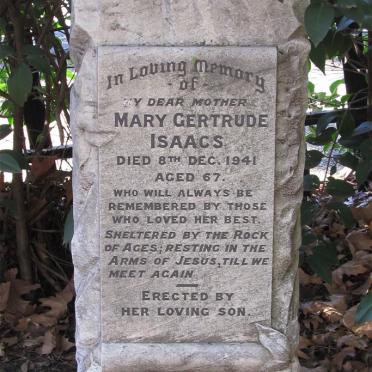 In Loving Memory
- of -
My dear mother
Mary Gertrude
Isaacs
Died 8th Dec. 1941
aged 67.
Who will always be
remembered by those
who loved her best.
Sheltered by the Rock
of Ages; resting in the
Arms of Jesus, till we
meet again
Erected by
her loving son.